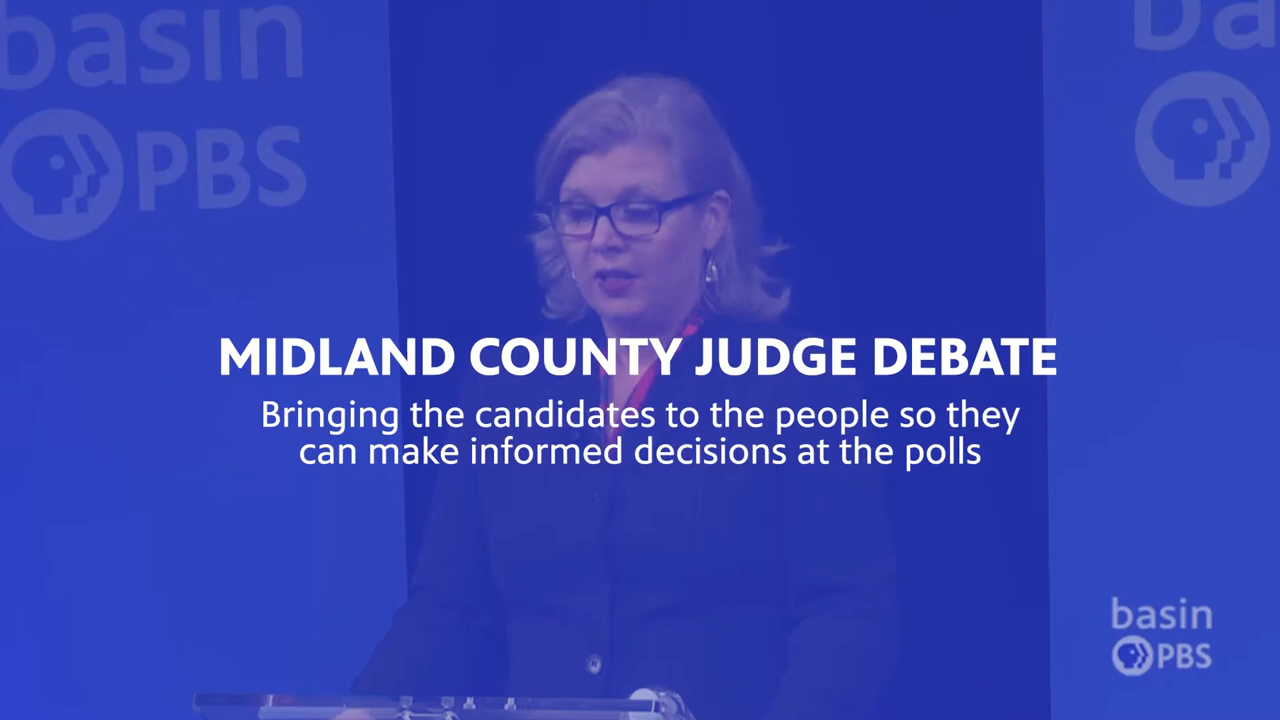 basin
PBS
b
MIDLAND COUNTY JUDGE DEBATE
Bringing the candidates to the people so they
can make informed decisions at the polls
basin
PBS